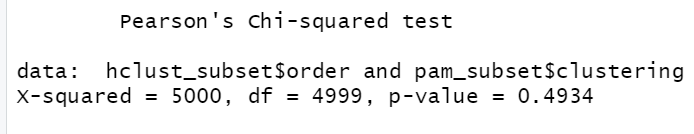 Pearson's Chi-squared test
data:  hclust_subset$order and pam_subset$clustering
X-squared = 5000, df = 4999, p-value = 0.4934